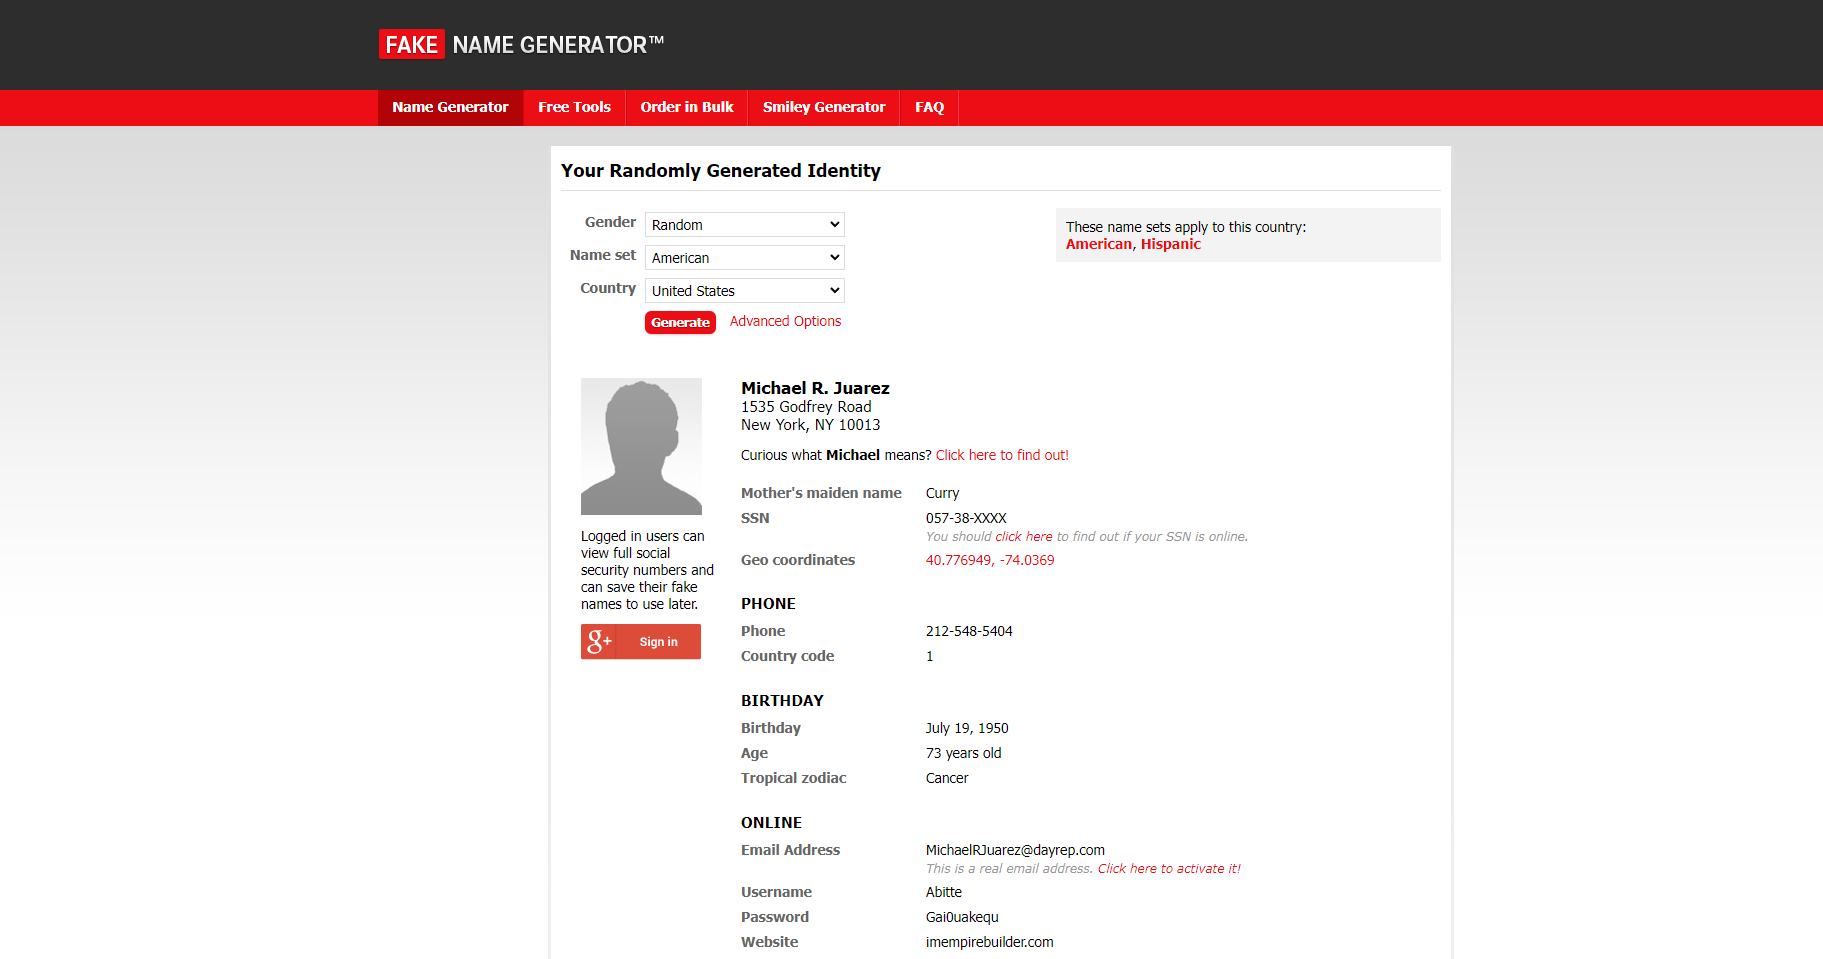 FAKE NAME GENERATOR™
Name Generator Free Tools Order in Bulk Smiley Generator FAQ
Your Randomly Generated Identity
Gender Random
Name set American
Country United States
Generate Advanced Options
These name sets apply to this country:
American, Hispanic
Logged in users can
view full social
security numbers and
can save their fake
names to use later.
g+ Sign in
Michael R. Juarez
1535 Godfrey Road
New York, NY 10013
Curious what Michael means? Click here to find out!
Mother's maiden name Curry
SSN 057-38-XXXX
You should click here to find out if your SSN is online.
Geo coordinates 40.776949, -74.0369
PHONE
Phone 212-548-5404
Country code 1
BIRTHDAY
Birthday July 19, 1950
Age 73 years old
Tropical zodiac Cancer
ONLINE
Email Address MichaelRJuarez@dayrep.com
This is a real email address. Click here to activate it!
Username Abitte
Password Gai0uakequ
Website imempirebuilder.com